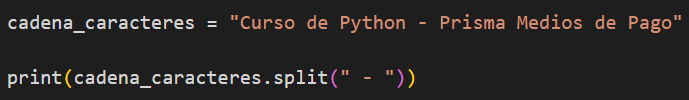 cadena_caracteres = "Curso de Python - Prisma Medios de Pago"
print(cadena_caracteres.split(" - "))